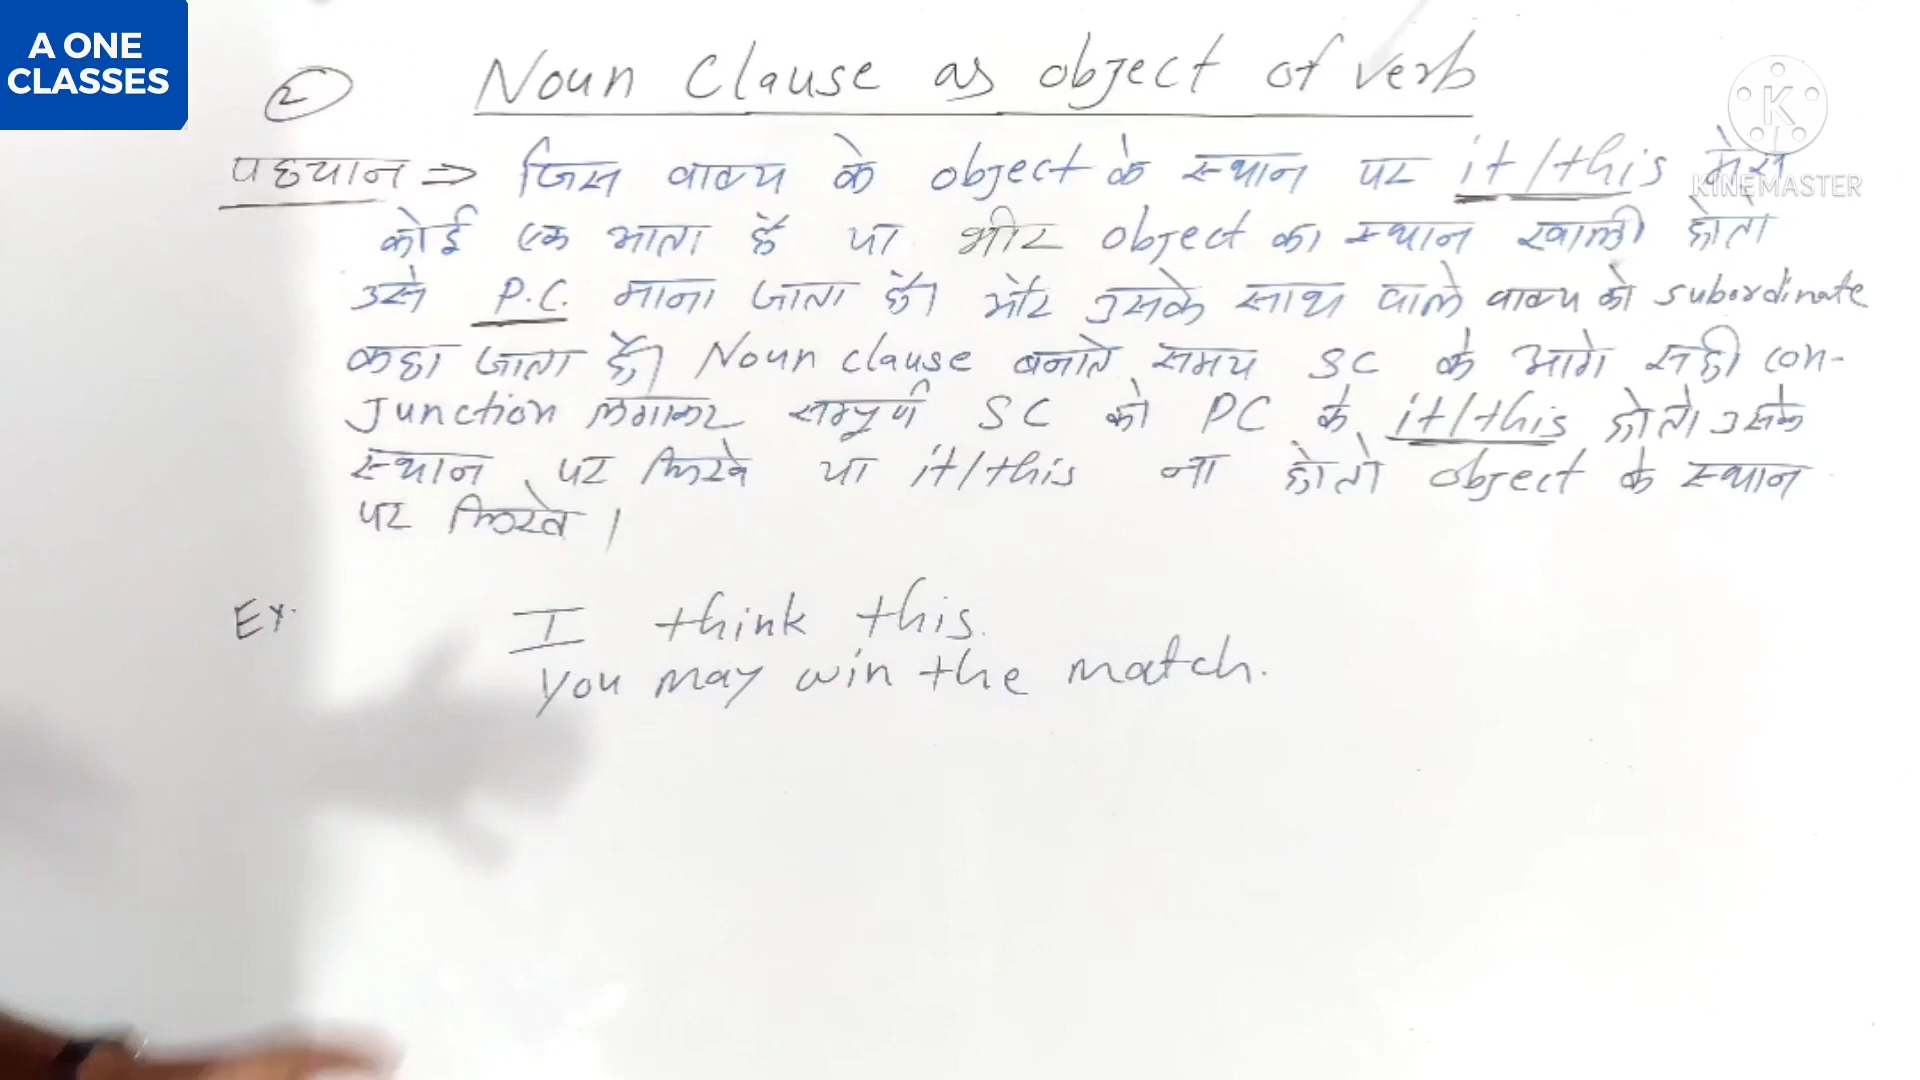 A ONE
CLASSES
② Noun Clause as object of verb
पहचान ⇒ जिस वाक्य के object के स्थान पर it/this मेस
KINEMASTER
कोई एक आता है या और object का स्थान खाली होतो
उसे P.C. माना जाता है। और उसके साथ वाले वाक्य को subordinate
कहा जाता है। Noun clause बनाते समय SC के आगे सही con-
junction लगाकर सम्पूर्ण SC को PC के it/this होतो उसके
स्थान पर लिखे या it/this ना होतो object के स्थान
पर लिखे ।
Ex. I think this.
you may win the match.